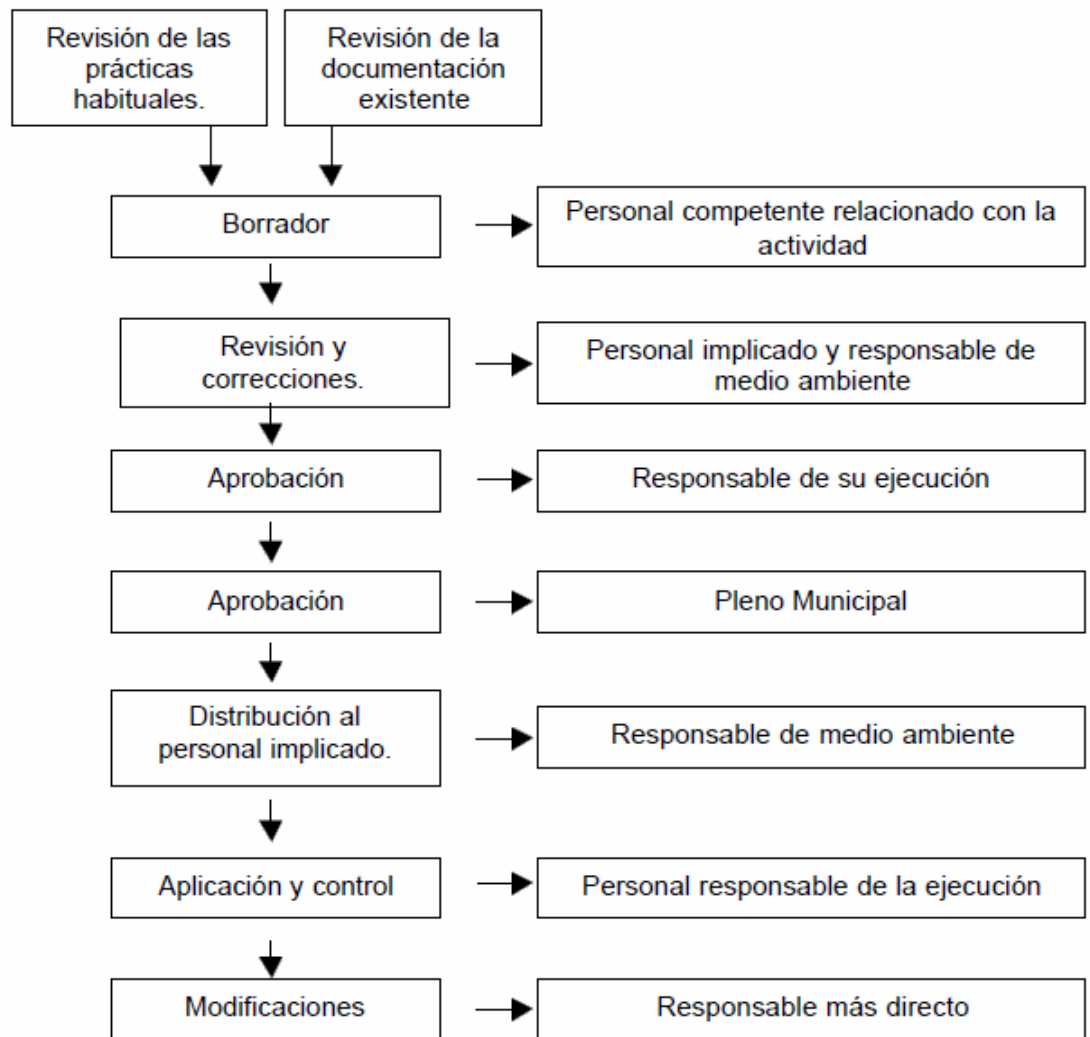 Revisión de las
prácticas
habituales.
Revisión de la
documentación
existente
Borrador
Personal competente relacionado con la
actividad
Revisión y
correcciones.
Personal implicado y responsable de
medio ambiente
Aprobación
Responsable de su ejecución
Aprobación
Pleno Municipal
Distribución al
personal implicado.
Responsable de medio ambiente
Aplicación y control
Personal responsable de la ejecución
Modificaciones
Responsable más directo